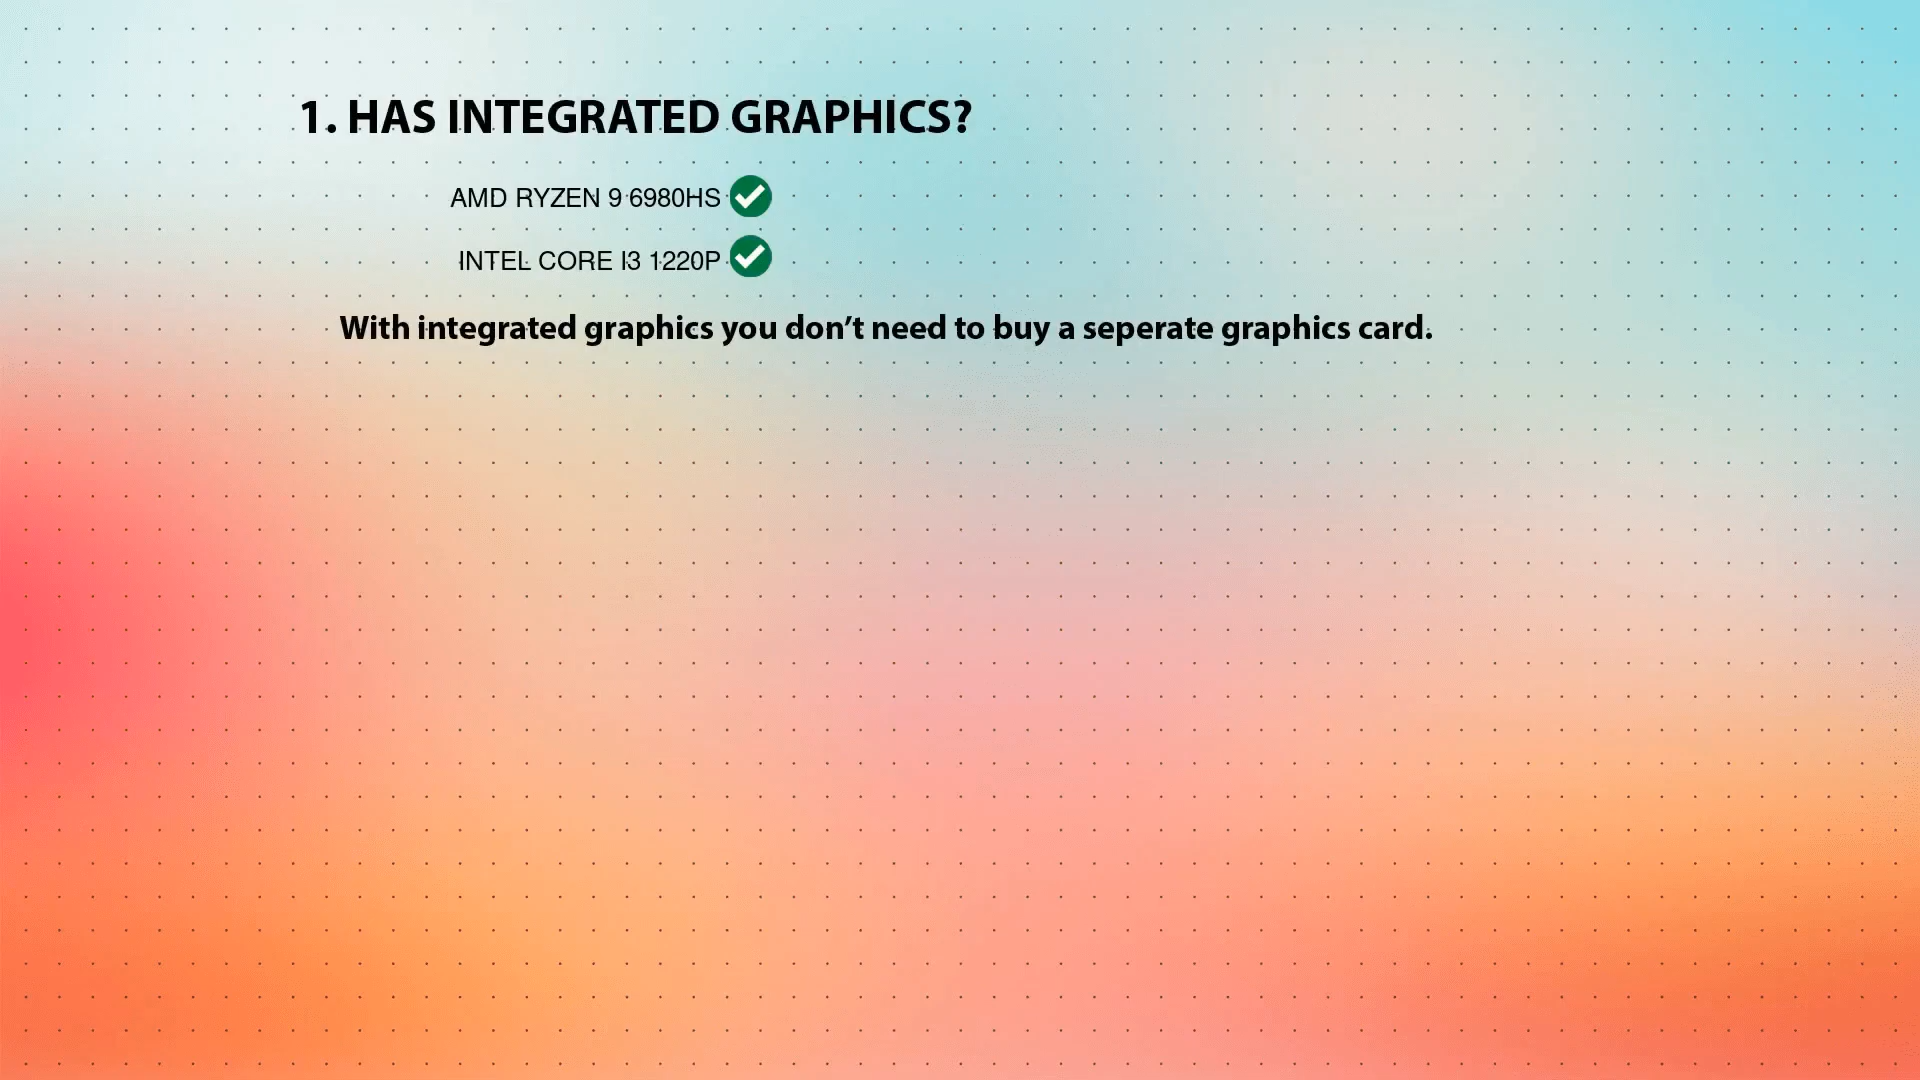 1. HAS INTEGRATED GRAPHICS?
AMD RYZEN 9 6980HS
INTEL CORE I3 1220P
With integrated graphics you don’t need to buy a seperate graphics card.